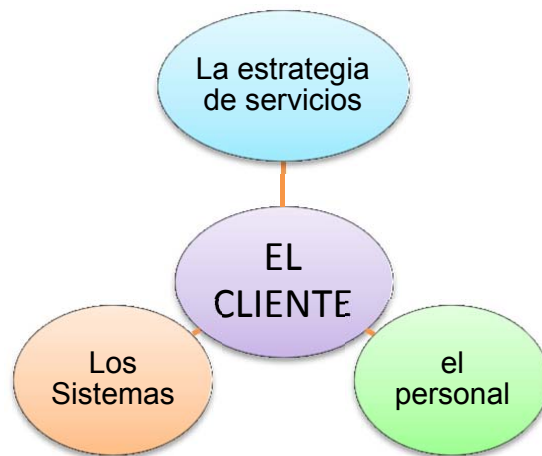 La estrategia
de servicios
EL
CLIENTE
Los
Sistemas
el
personal